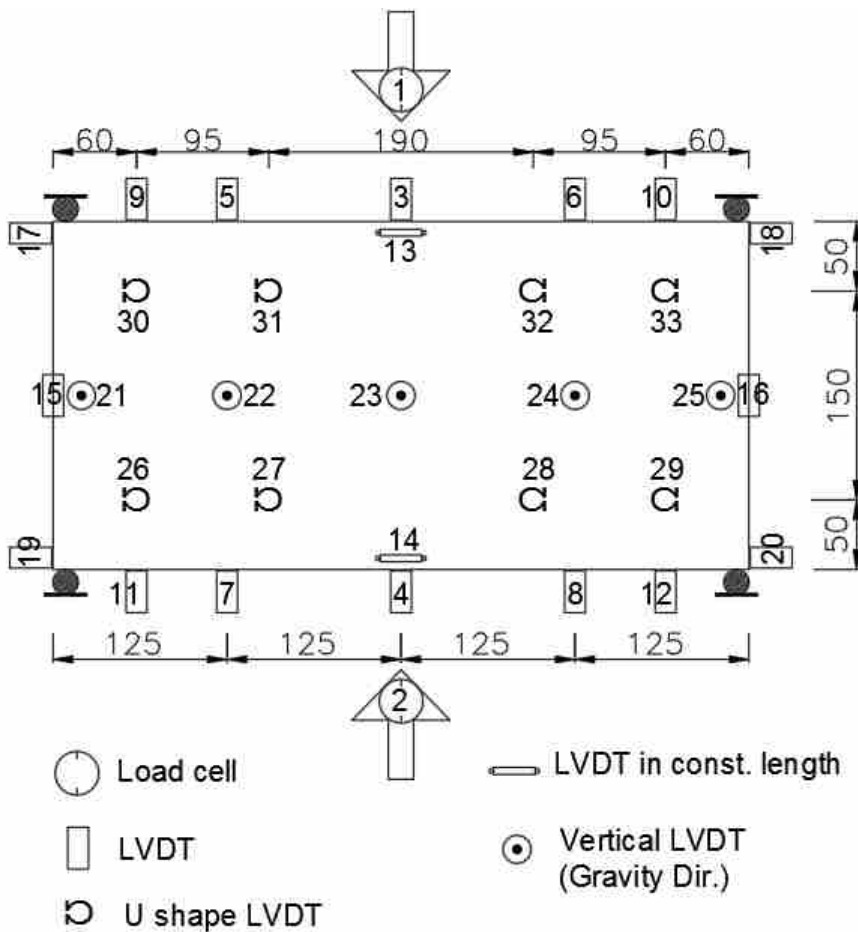 1
60 95 190 95 60
9 5 3 6 10
17 13 18
50
30 31 32 33
15 21 22 23 24 25 16
150
26 27 28 29
19 14 20
50
11 7 4 8 12
125 125 125 125
2
Load cell
LVDT in const. length
LVDT
Vertical LVDT
(Gravity Dir.)
U shape LVDT